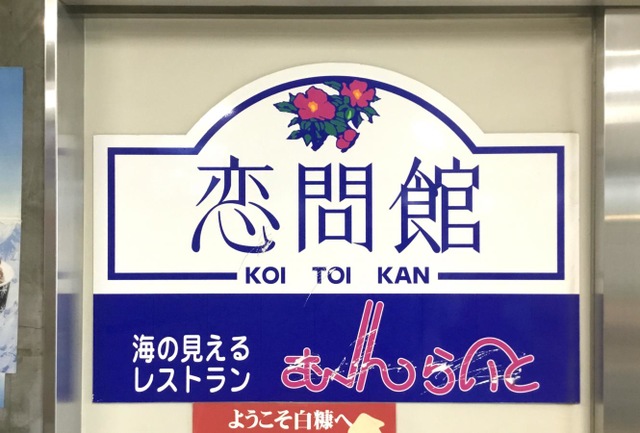 恋問館
KOI TOI KAN
海の見える
レストラン
むーんらいと
ようこそ白糠へ